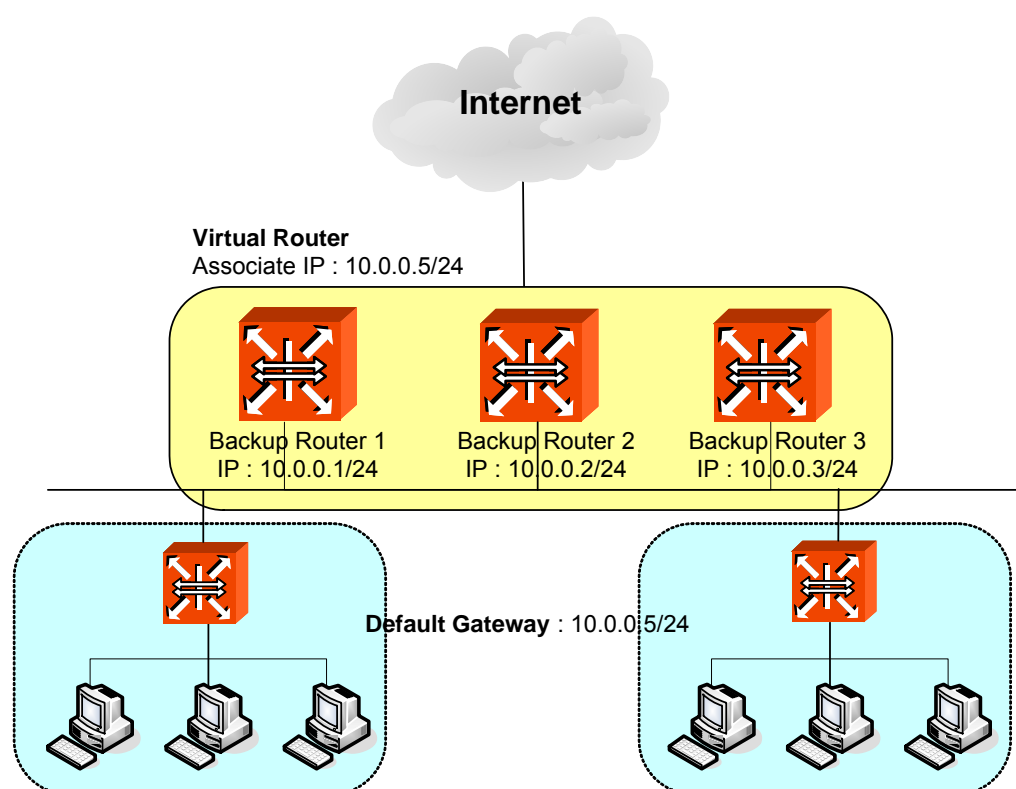 Internet
Virtual Router
Associate IP : 10.0.0.5/24
Backup Router 1
IP : 10.0.0.1/24
Backup Router 2
IP : 10.0.0.2/24
Backup Router 3
IP : 10.0.0.3/24
Default Gateway : 10.0.0.5/24